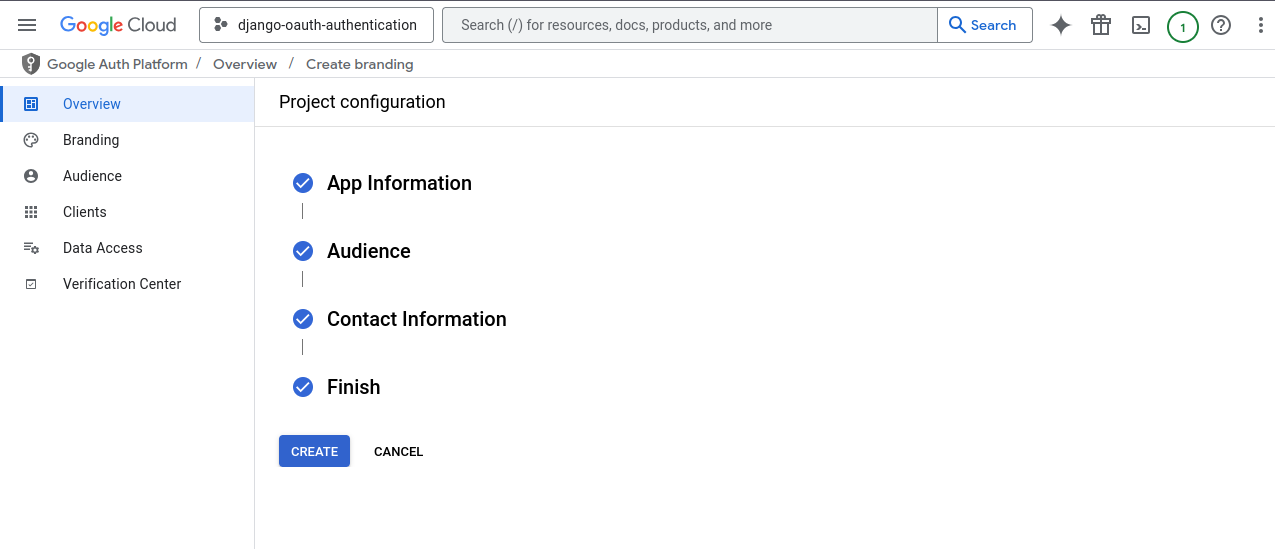 Google Cloud django-oauth-authentication Search (/) for resources, docs, products, and more Search 1
Google Auth Platform / Overview / Create branding
Overview
Branding
Audience
Clients
Data Access
Verification Center
Project configuration
App Information
Audience
Contact Information
Finish
CREATE CANCEL